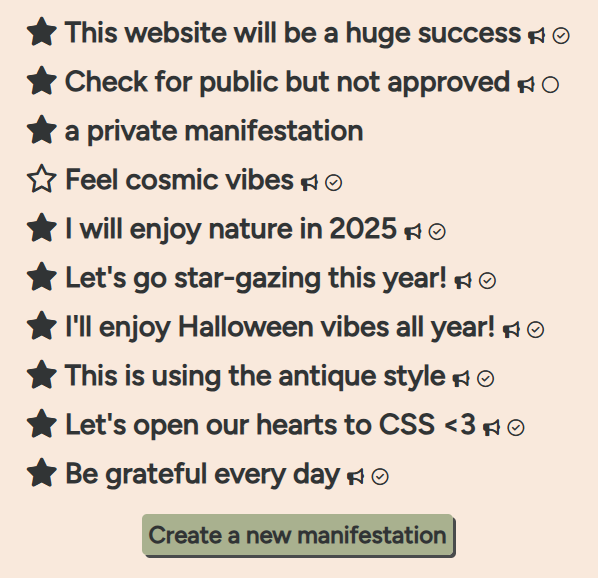 This website will be a huge success
Check for public but not approved
a private manifestation
Feel cosmic vibes
I will enjoy nature in 2025
Let's go star-gazing this year!
I'll enjoy Halloween vibes all year!
This is using the antique style
Let's open our hearts to CSS <3
Be grateful every day
Create a new manifestation